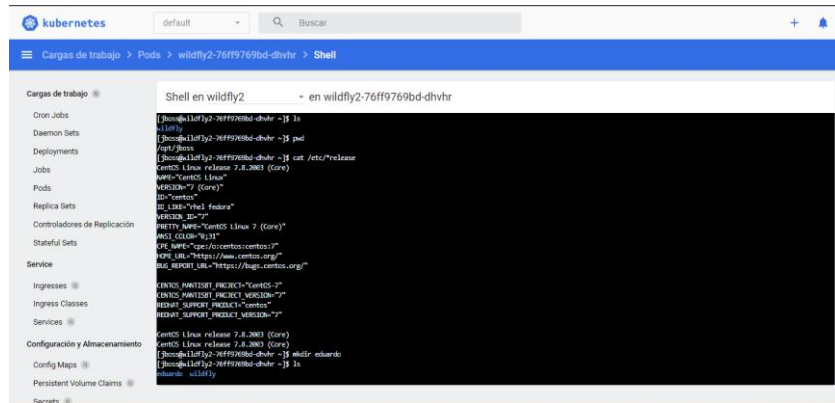 kubernetes
default
Buscar
Cargas de trabajo > Pods > wildfly2-76ff9769bd-dhvhr > Shell
Cargas de trabajo N
Cron Jobs
Daemon Sets
Deployments
Jobs
Pods
Replica Sets
Controladores de Replicación
Stateful Sets
Service
Ingresses N
Ingress Classes
Services N
Configuración y Almacenamiento
Config Maps N
Persistent Volume Claims N
Secrets N
Shell en wildfly2 en wildfly2-76ff9769bd-dhvhr
[jboss@wildfly2-76ff9769bd-dhvhr ~]$ ls
wildfly
[jboss@wildfly2-76ff9769bd-dhvhr ~]$ pwd
/opt/jboss
[jboss@wildfly2-76ff9769bd-dhvhr ~]$ cat /etc/*release
CentOS Linux release 7.8.2003 (Core)
NAME="CentOS Linux"
VERSION="7 (Core)"
ID="centos"
ID_LIKE="rhel fedora"
VERSION_ID="7"
PRETTY_NAME="CentOS Linux 7 (Core)"
ANSI_COLOR="0;31"
CPE_NAME="cpe:/o:centos:centos:7"
HOME_URL="https://www.centos.org/"
BUG_REPORT_URL="https://bugs.centos.org/"
CENTOS_MANTISBT_PROJECT="CentOS-7"
CENTOS_MANTISBT_PROJECT_VERSION="7"
REDHAT_SUPPORT_PRODUCT="centos"
REDHAT_SUPPORT_PRODUCT_VERSION="7"
CentOS Linux release 7.8.2003 (Core)
CentOS Linux release 7.8.2003 (Core)
[jboss@wildfly2-76ff9769bd-dhvhr ~]$ mkdir eduardo
[jboss@wildfly2-76ff9769bd-dhvhr ~]$ ls
eduardo wildfly